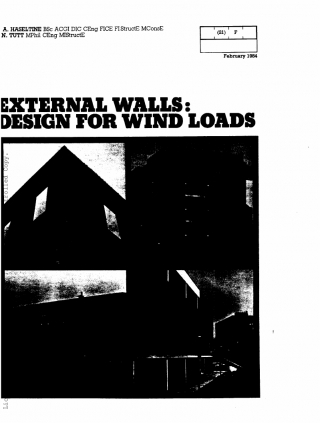 A. HASELTINE BSc ACGI DIC CEng FICE FIStructE MConsE
N. TUTT MPhil CEng MIStructE
(21) F
February 1984
EXTERNAL WALLS:
DESIGN FOR WIND LOADS